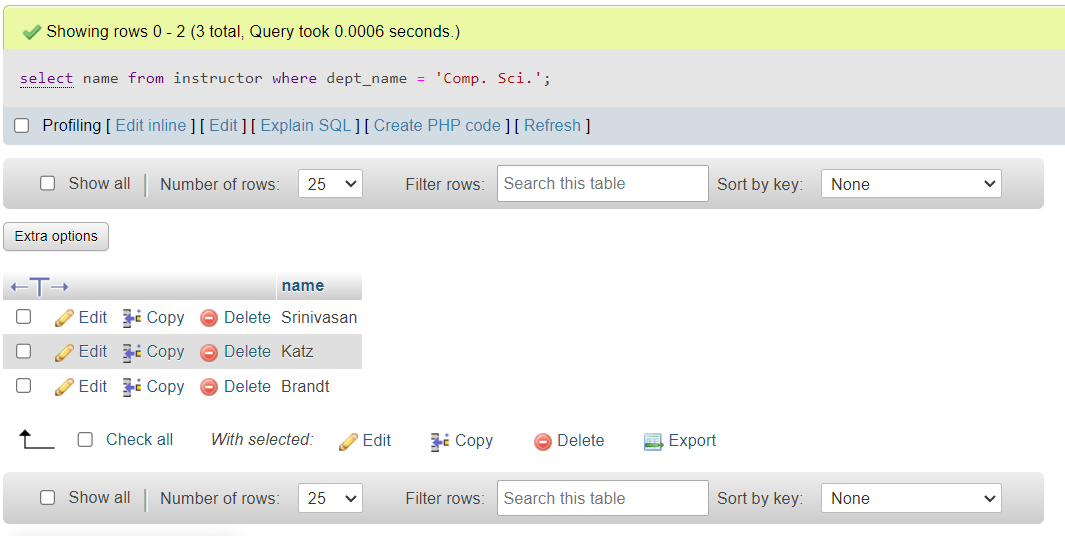 Showing rows 0 - 2 (3 total, Query took 0.0006 seconds.)
select name from instructor where dept_name = 'Comp. Sci.';
Profiling [ Edit inline ] [ Edit ] [ Explain SQL ] [ Create PHP code ] [ Refresh ]
Show all Number of rows: 25 Filter rows: Search this table Sort by key: None
Extra options
name
Edit Copy Delete Srinivasan
Edit Copy Delete Katz
Edit Copy Delete Brandt
Check all With selected: Edit Copy Delete Export
Show all Number of rows: 25 Filter rows: Search this table Sort by key: None